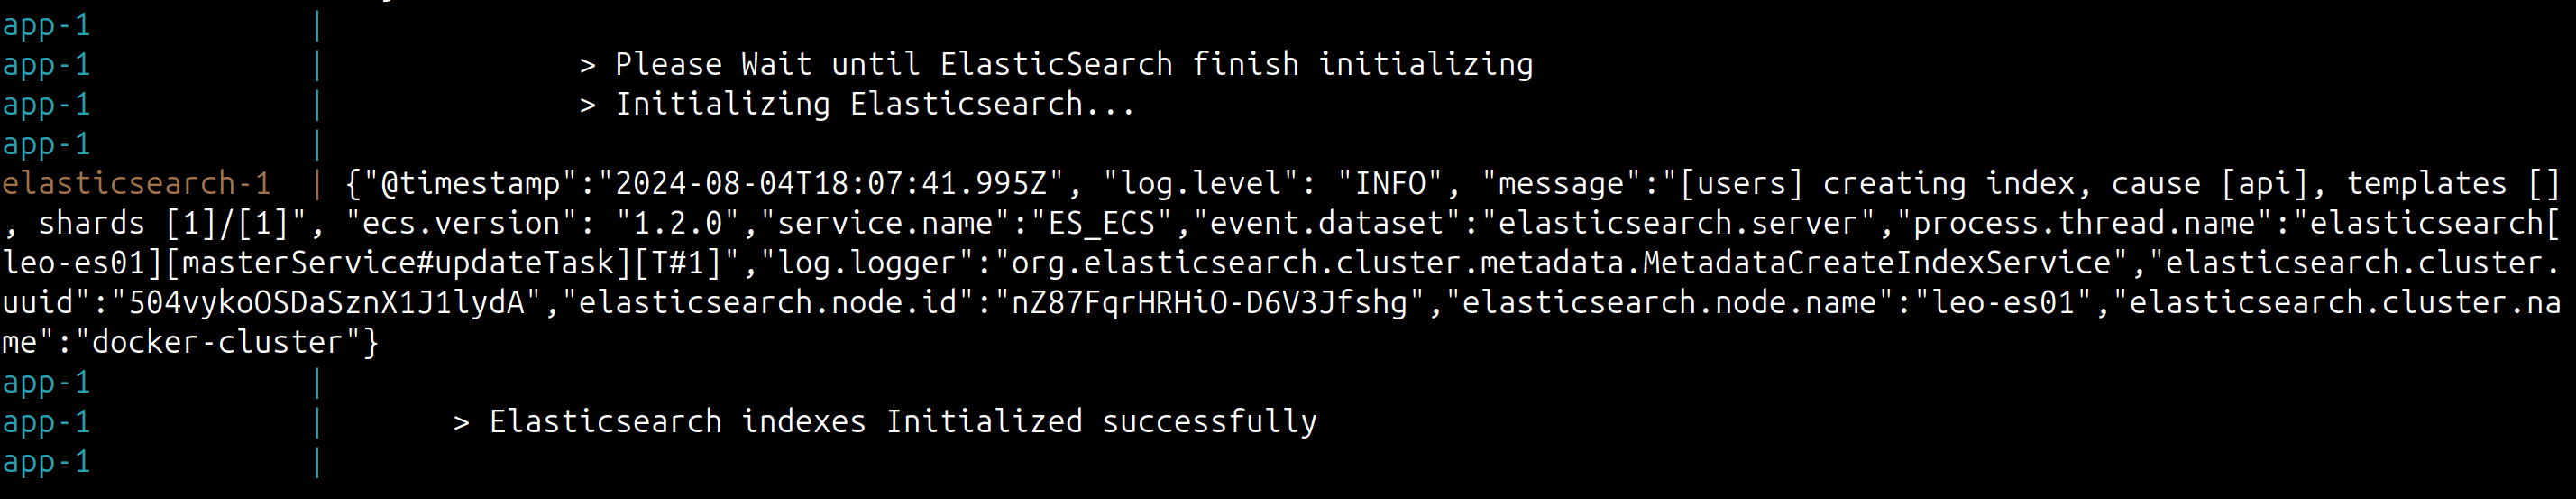 app-1 |
app-1 | > Please Wait until ElasticSearch finish initializing
app-1 | > Initializing Elasticsearch...
app-1 |
elasticsearch-1 | {"@timestamp":"2024-08-04T18:07:41.995Z", "log.level": "INFO", "message":"[users] creating index, cause [api], templates []
, shards [1]/[1]", "ecs.version": "1.2.0","service.name":"ES_ECS","event.dataset":"elasticsearch.server","process.thread.name":"elasticsearch[
leo-es01][masterService#updateTask][T#1]","log.logger":"org.elasticsearch.cluster.metadata.MetadataCreateIndexService","elasticsearch.cluster.
uuid":"504vykoOSDaSznX1J1lydA","elasticsearch.node.id":"nZ87FqrHRHiO-D6V3Jfshg","elasticsearch.node.name":"leo-es01","elasticsearch.cluster.na
me":"docker-cluster"}
app-1 |
app-1 | > Elasticsearch indexes Initialized successfully
app-1 |